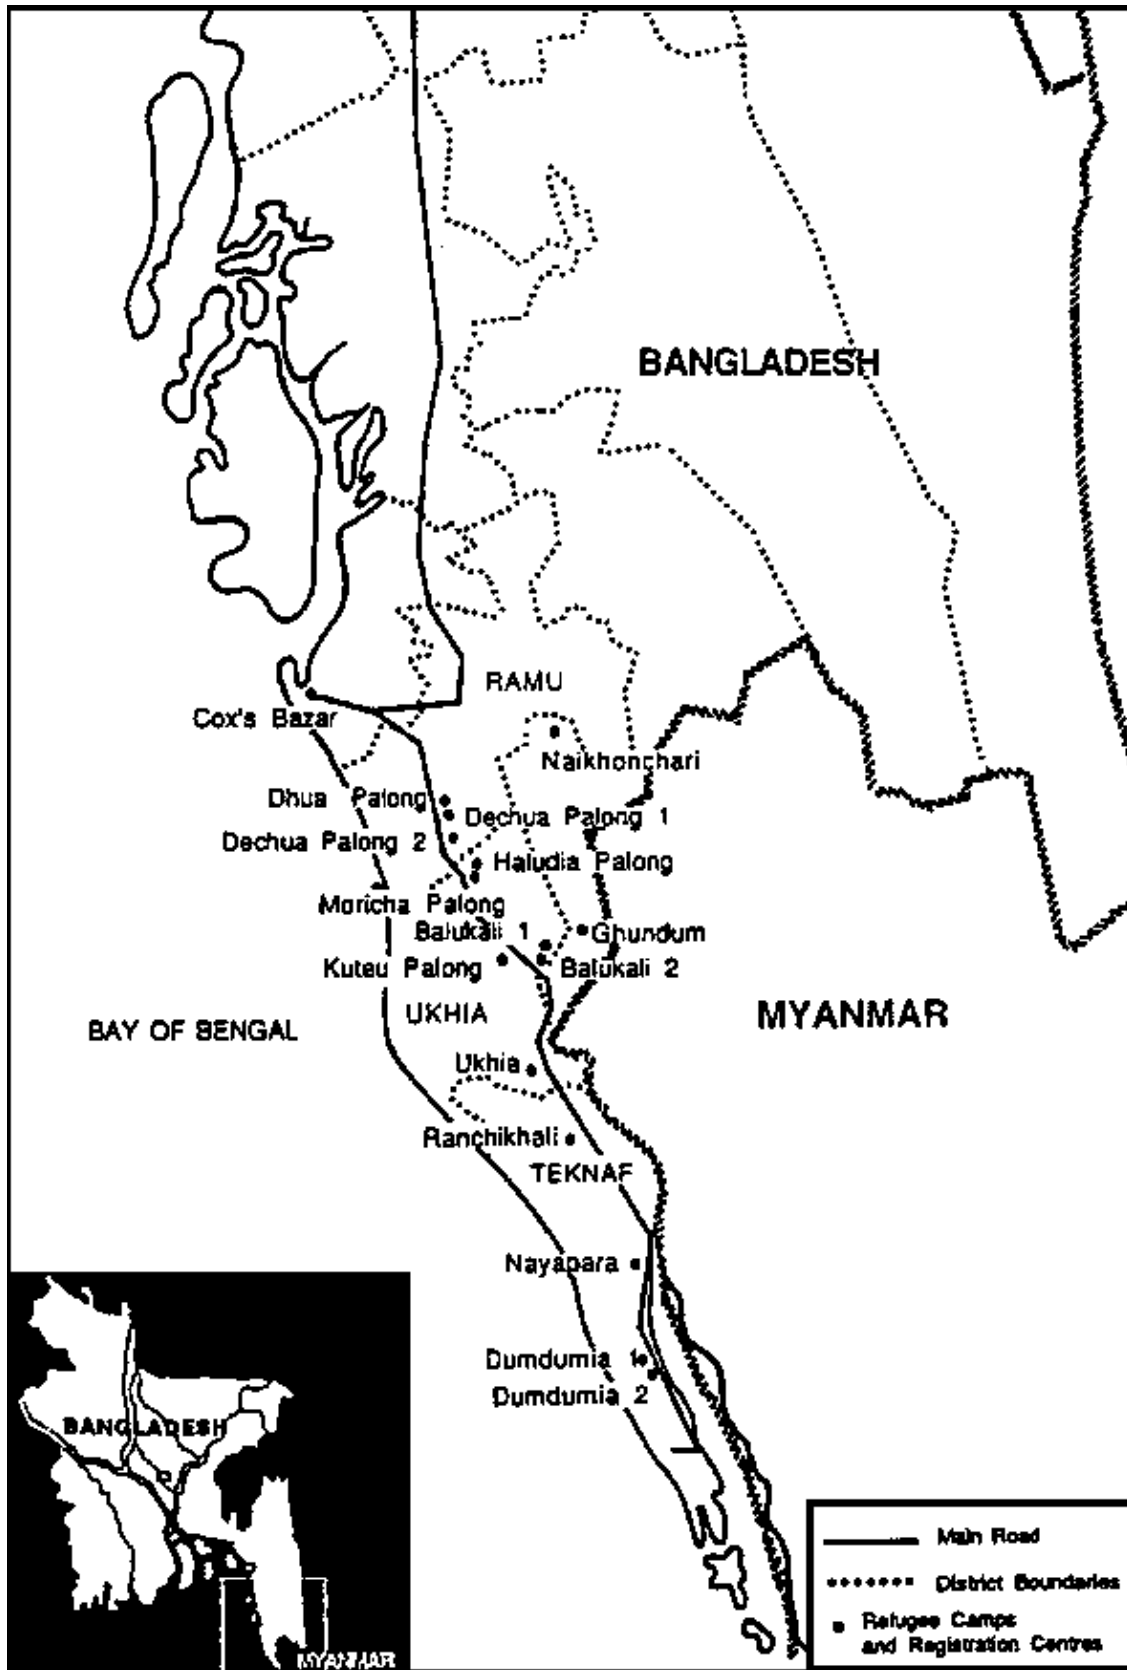 BANGLADESH
RAMU
Cox's Bazar
Naikhonchari
Dhua Palong
Dechua Palong 1
Dechua Palong 2
Haludia Palong
Moricha Palong
Balukali 1
Ghundum
Kuteu Palong
Balukali 2
UKHIA
MYANMAR
BAY OF BENGAL
Ukhia
Ranchikhali
TEKNAF
Nayapara
Dumdumia 1
Dumdumia 2
BANGLADESH
MYANMAR
Main Road
District Boundaries
Refugee Camps
and Registration Centres